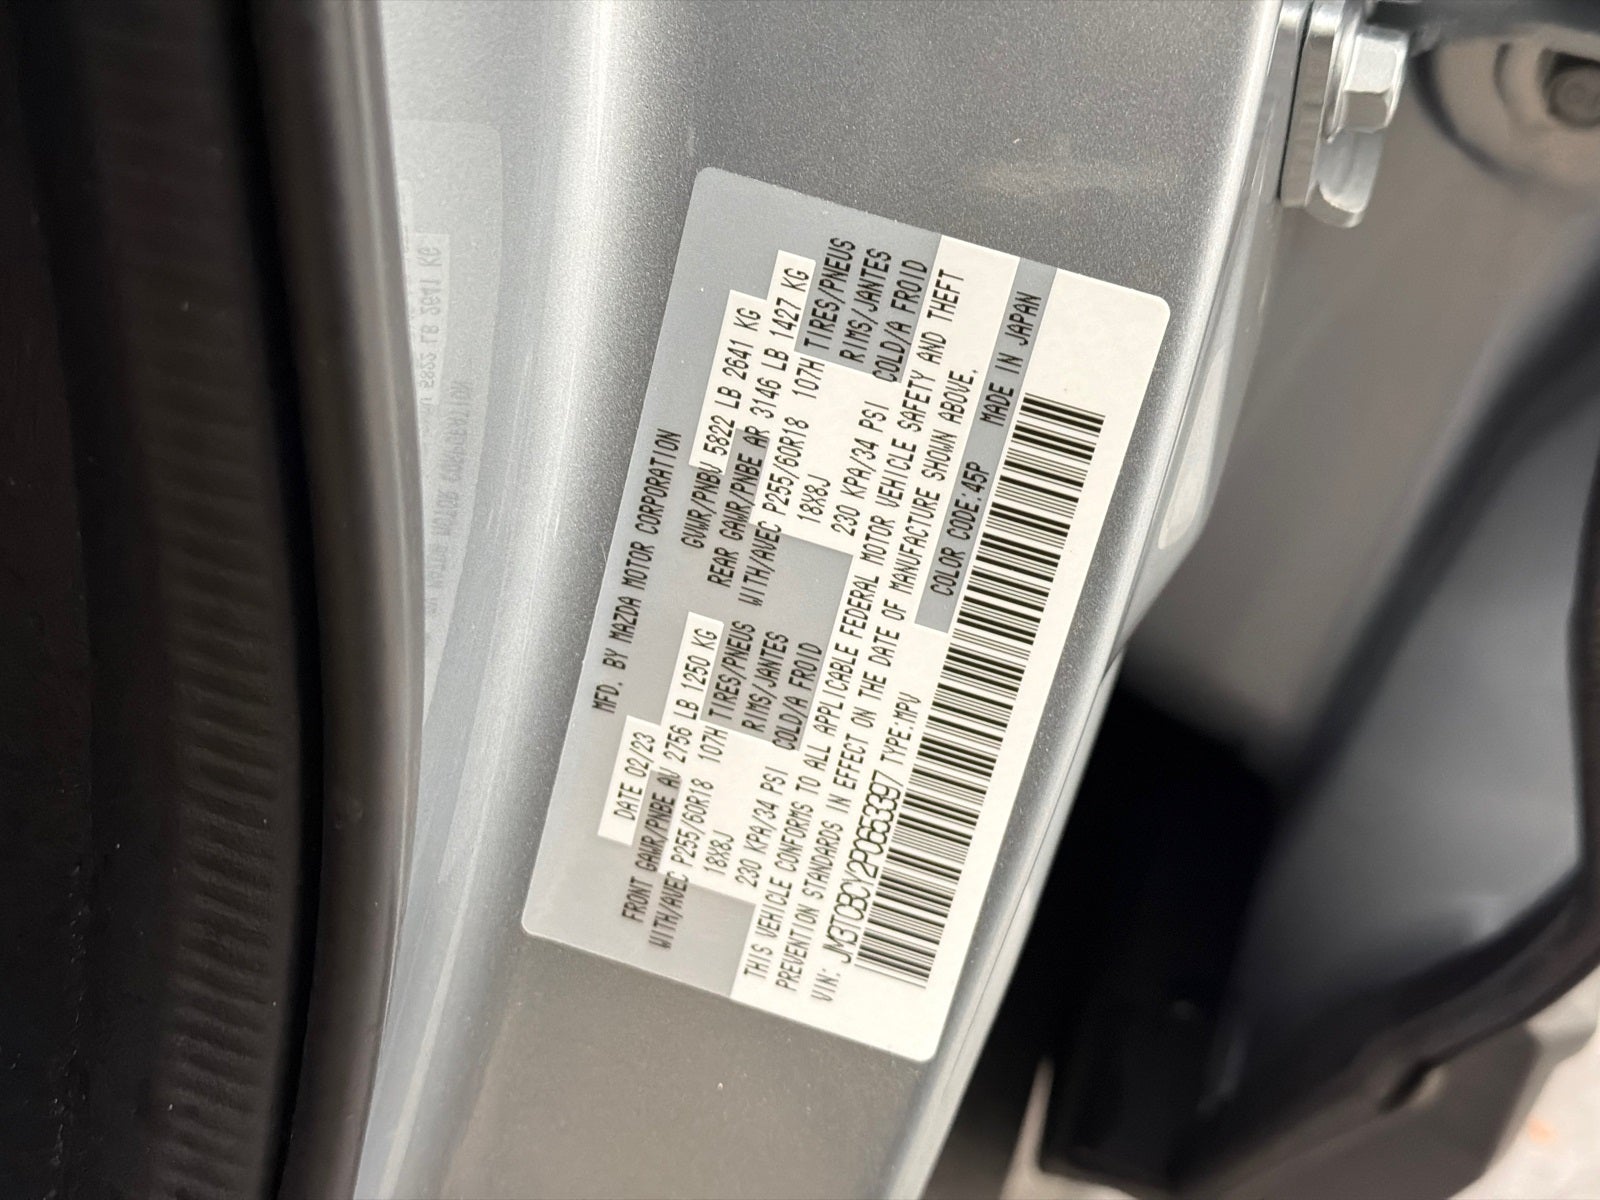 MFD. BY MAZDA MOTOR CORPORATION
DATE 02/23 GVWR/PNBV 5822 LB 2641 KG
FRONT GAWR/PNBE AV 2756 LB 1250 KG REAR GAWR/PNBE AR 3146 LB 1427 KG
WITH/AVEC P255/60R18 107H TIRES/PNEUS WITH/AVEC P255/60R18 107H TIRES/PNEUS
18X8J RIMS/JANTES 18X8J RIMS/JANTES
230 KPA/34 PSI COLD/A FROID 230 KPA/34 PSI COLD/A FROID
THIS VEHICLE CONFORMS TO ALL APPLICABLE FEDERAL MOTOR VEHICLE SAFETY AND THEFT
PREVENTION STANDARDS IN EFFECT ON THE DATE OF MANUFACTURE SHOWN ABOVE.
VIN: JM3TCBCY2P0653397 TYPE:MPV COLOR CODE:45P MADE IN JAPAN